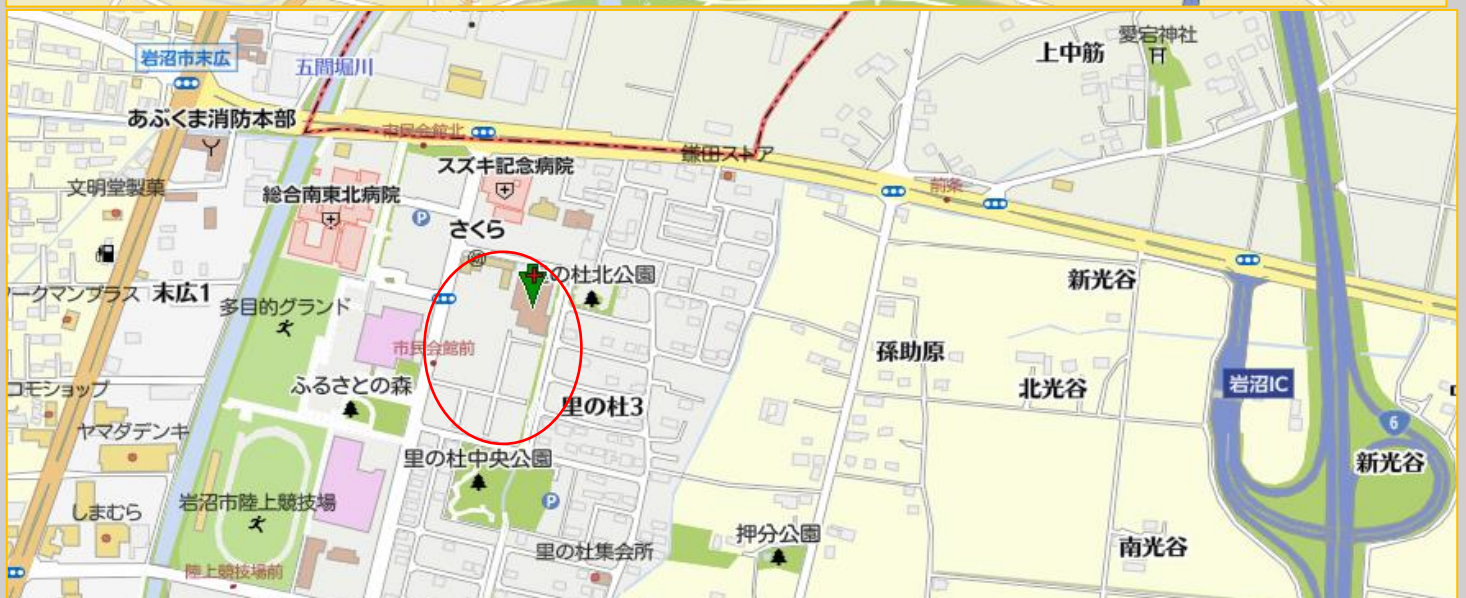 愛宕神社
上中筋
岩沼市末広
五間堀川
あぶくま消防本部
市民会館北
鎌田ストア
スズキ記念病院
文明堂製菓
総合南東北病院
前条
P
さくら
の杜北公園
新光谷
ークマンプラス
末広1
多目的グランド
市民会館前
孫助原
コモショップ
ふるさとの森
里の杜3
北光谷
岩沼IC
6
ヤマダデンキ
里の杜中央公園
新光谷
しまむら
岩沼市陸上競技場
P
押分公園
里の杜集会所
南光谷
陸上競技場前